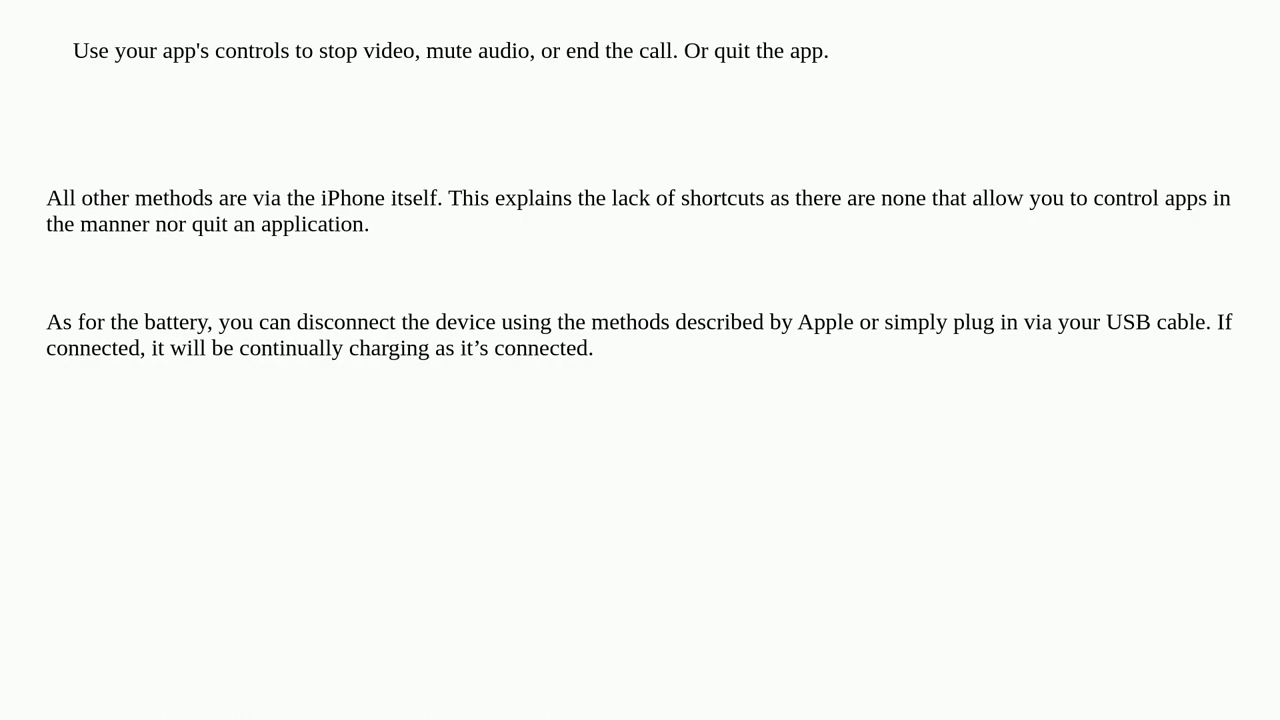 Use your app's controls to stop video, mute audio, or end the call. Or quit the app.
All other methods are via the iPhone itself. This explains the lack of shortcuts as there are none that allow you to control apps in
the manner nor quit an application.
As for the battery, you can disconnect the device using the methods described by Apple or simply plug in via your USB cable. If
connected, it will be continually charging as it’s connected.